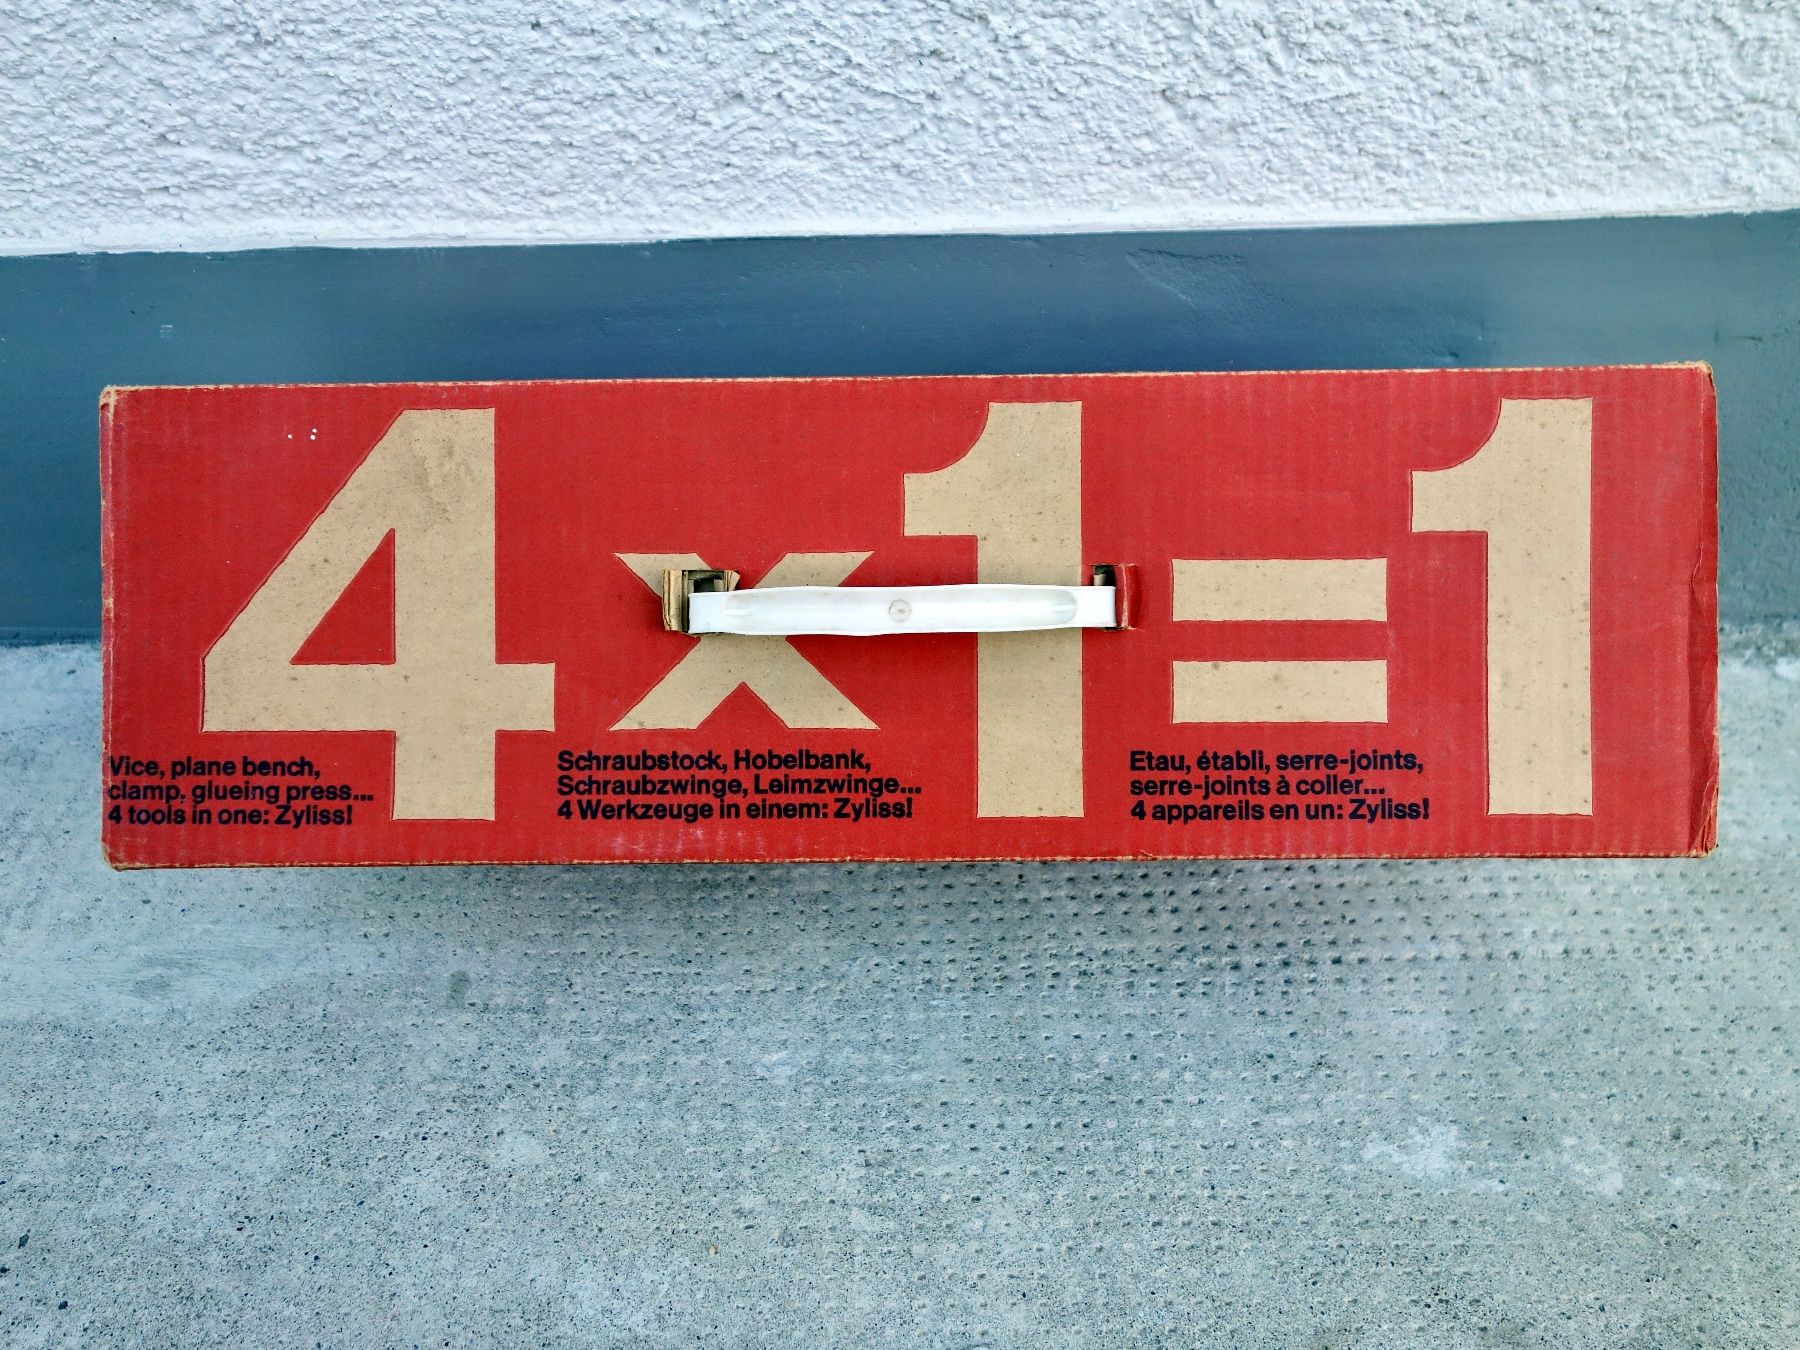 4x1=1
Vice, plane bench,
clamp, glueing press...
4 tools in one: Zyliss!
Schraubstock, Hobelbank,
Schraubzwinge, Leimzwinge...
4 Werkzeuge in einem: Zyliss!
Etau, établi, serre-joints,
serre-joints à coller...
4 appareils en un: Zyliss!